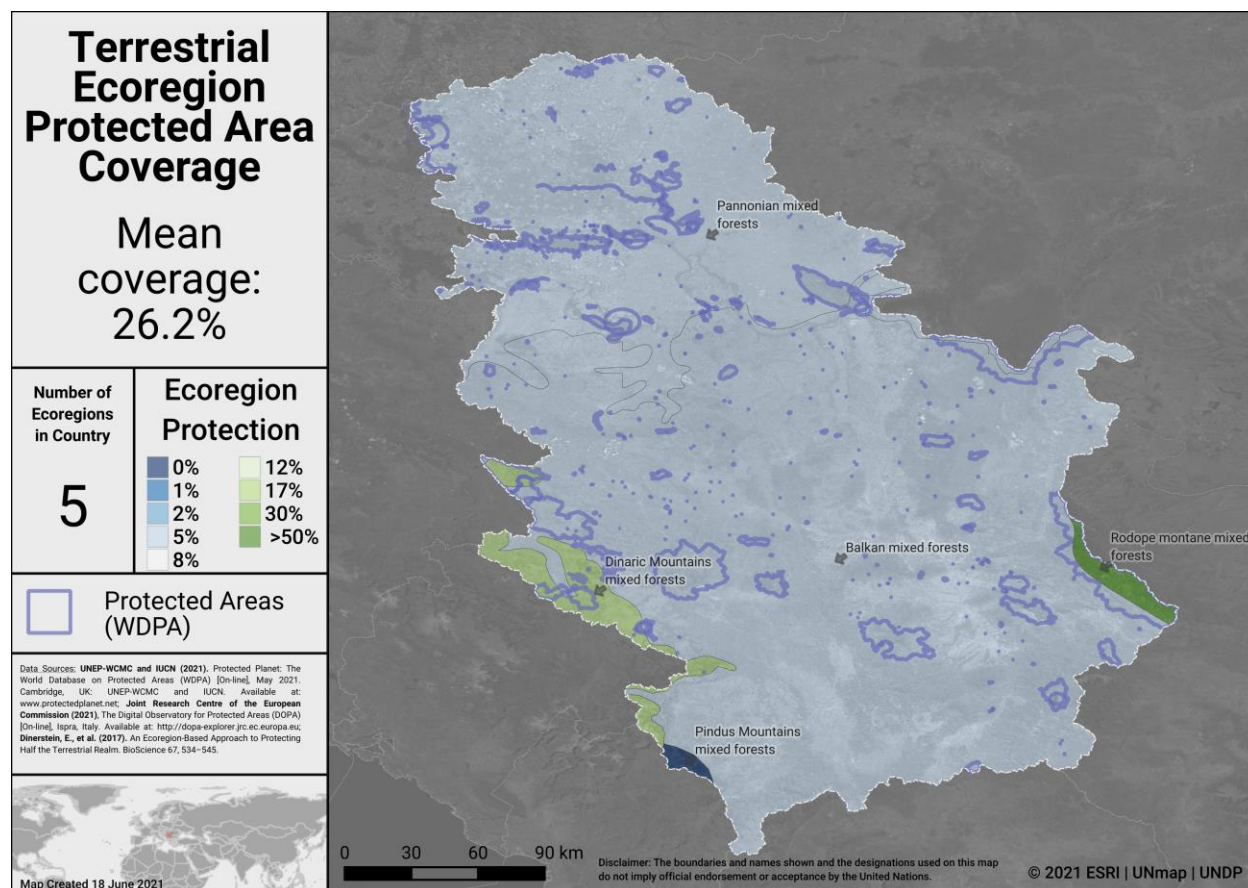 Terrestrial
Ecoregion
Protected Area
Coverage
Mean
coverage:
26.2%
Number of
Ecoregions
in Country
5
Ecoregion
Protection
0%
1%
2%
5%
8%
12%
17%
30%
>50%
Protected Areas
(WDPA)
Data Sources: UNEP-WCMC and IUCN (2021). Protected Planet: The
World Database on Protected Areas (WDPA) [On-line], May 2021.
Cambridge, UK: UNEP-WCMC and IUCN. Available at:
www.protectedplanet.net; Joint Research Centre of the European
Commission (2021), The Digital Observatory for Protected Areas (DOPA)
[On-line], Ispra, Italy. Available at: http://dopa-explorer.jrc.ec.europa.eu;
Dinerstein, E., et al. (2017). An Ecoregion-Based Approach to Protecting
Half the Terrestrial Realm. BioScience 67, 534–545.
Map Created 18 June 2021
Pannonian mixed
forests
Balkan mixed forests
Rodope montane mixed
forests
Dinaric Mountains
mixed forests
Pindus Mountains
mixed forests
0 30 60 90 km
Disclaimer: The boundaries and names shown and the designations used on this map
do not imply official endorsement or acceptance by the United Nations.
© 2021 ESRI | UNmap | UNDP